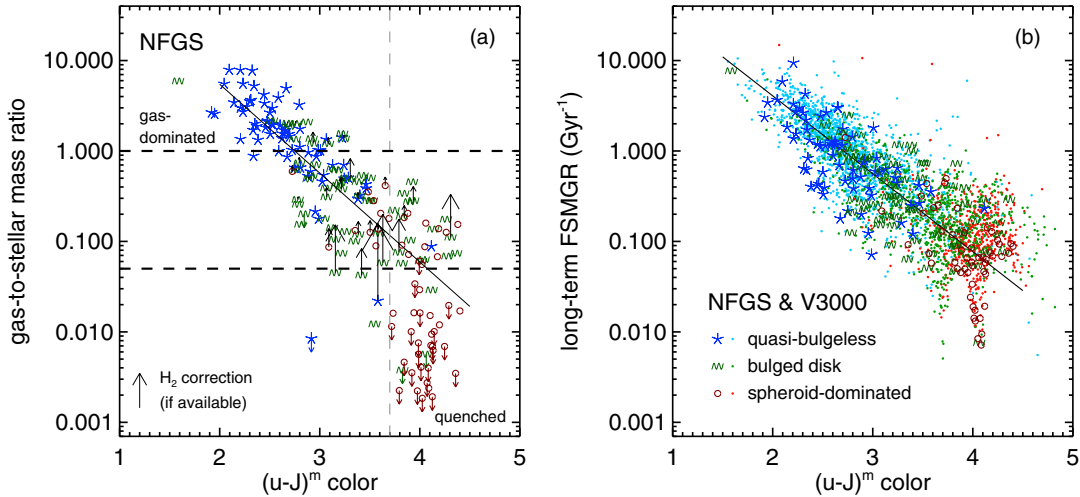 NFGS
(a)
gas-to-stellar mass ratio
10.000
1.000
0.100
0.010
0.001
gas-
dominated
H₂ correction
(if available)
quenched
1 2 3 4 5
(u-J)ᵐ color
(b)
long-term FSMGR (Gyr⁻¹)
10.000
1.000
0.100
0.010
0.001
NFGS & V3000
quasi-bulgeless
bulged disk
spheroid-dominated
1 2 3 4 5
(u-J)ᵐ color